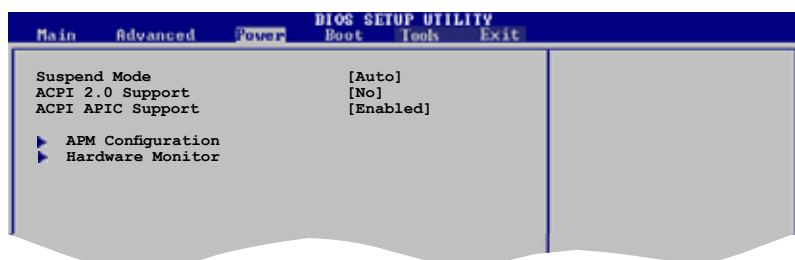 BIOS SETUP UTILITY
Main Advanced Power Boot Tools Exit
Suspend Mode [Auto]
ACPI 2.0 Support [No]
ACPI APIC Support [Enabled]
APM Configuration
Hardware Monitor